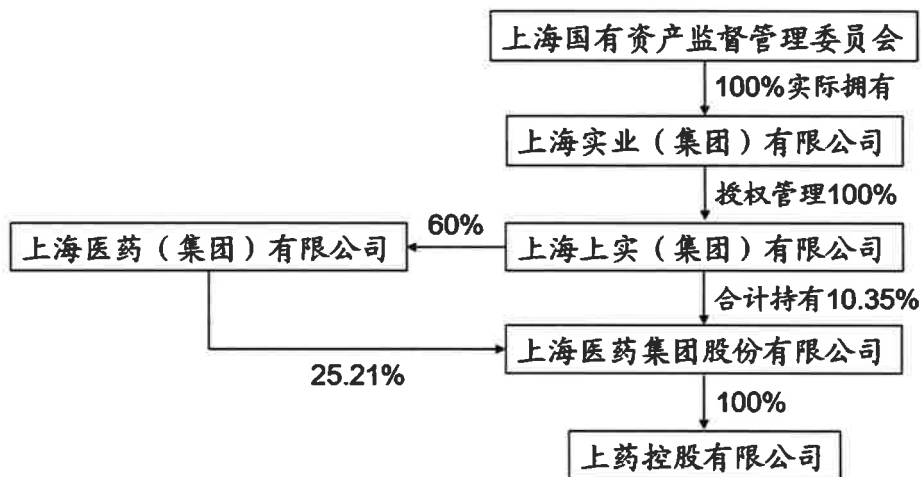 上海国有资产监督管理委员会
100%实际拥有
上海实业（集团）有限公司
授权管理100%
60%
上海医药（集团）有限公司
上海上实（集团）有限公司
合计持有10.35%
上海医药集团股份有限公司
25.21%
100%
上药控股有限公司